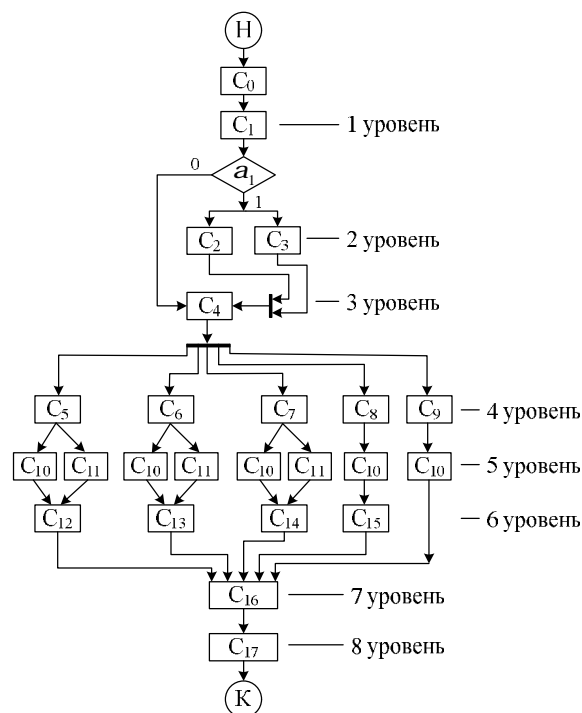 Н
C0
C1 1 уровень
0 a1
1
C2 C3 2 уровень
C4 3 уровень
C5 C6 C7 C8 C9 4 уровень
C10 C11 C10 C11 C10 C11 C10 C10 5 уровень
C12 C13 C14 C15 6 уровень
C16 7 уровень
C17 8 уровень
К